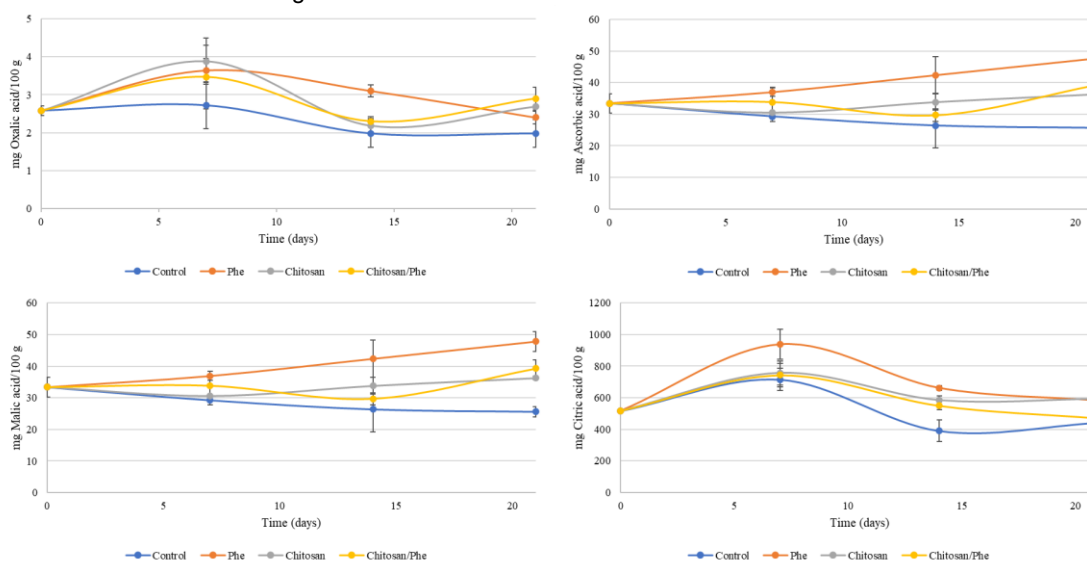 5
4
3
2
1
0
mg Oxalic acid/100 g
0 5 10 15 20
Time (days)
Control Phe Chitosan Chitosan/Phe
60
50
40
30
20
10
0
mg Ascorbic acid/100 g
0 5 10 15 20
Time (days)
Control Phe Chitosan Chitosan/Phe
60
50
40
30
20
10
0
mg Malic acid/100 g
0 5 10 15 20
Time (days)
Control Phe Chitosan Chitosan/Phe
1200
1000
800
600
400
200
0
mg Citric acid/100 g
0 5 10 15 20
Time (days)
Control Phe Chitosan Chitosan/Phe